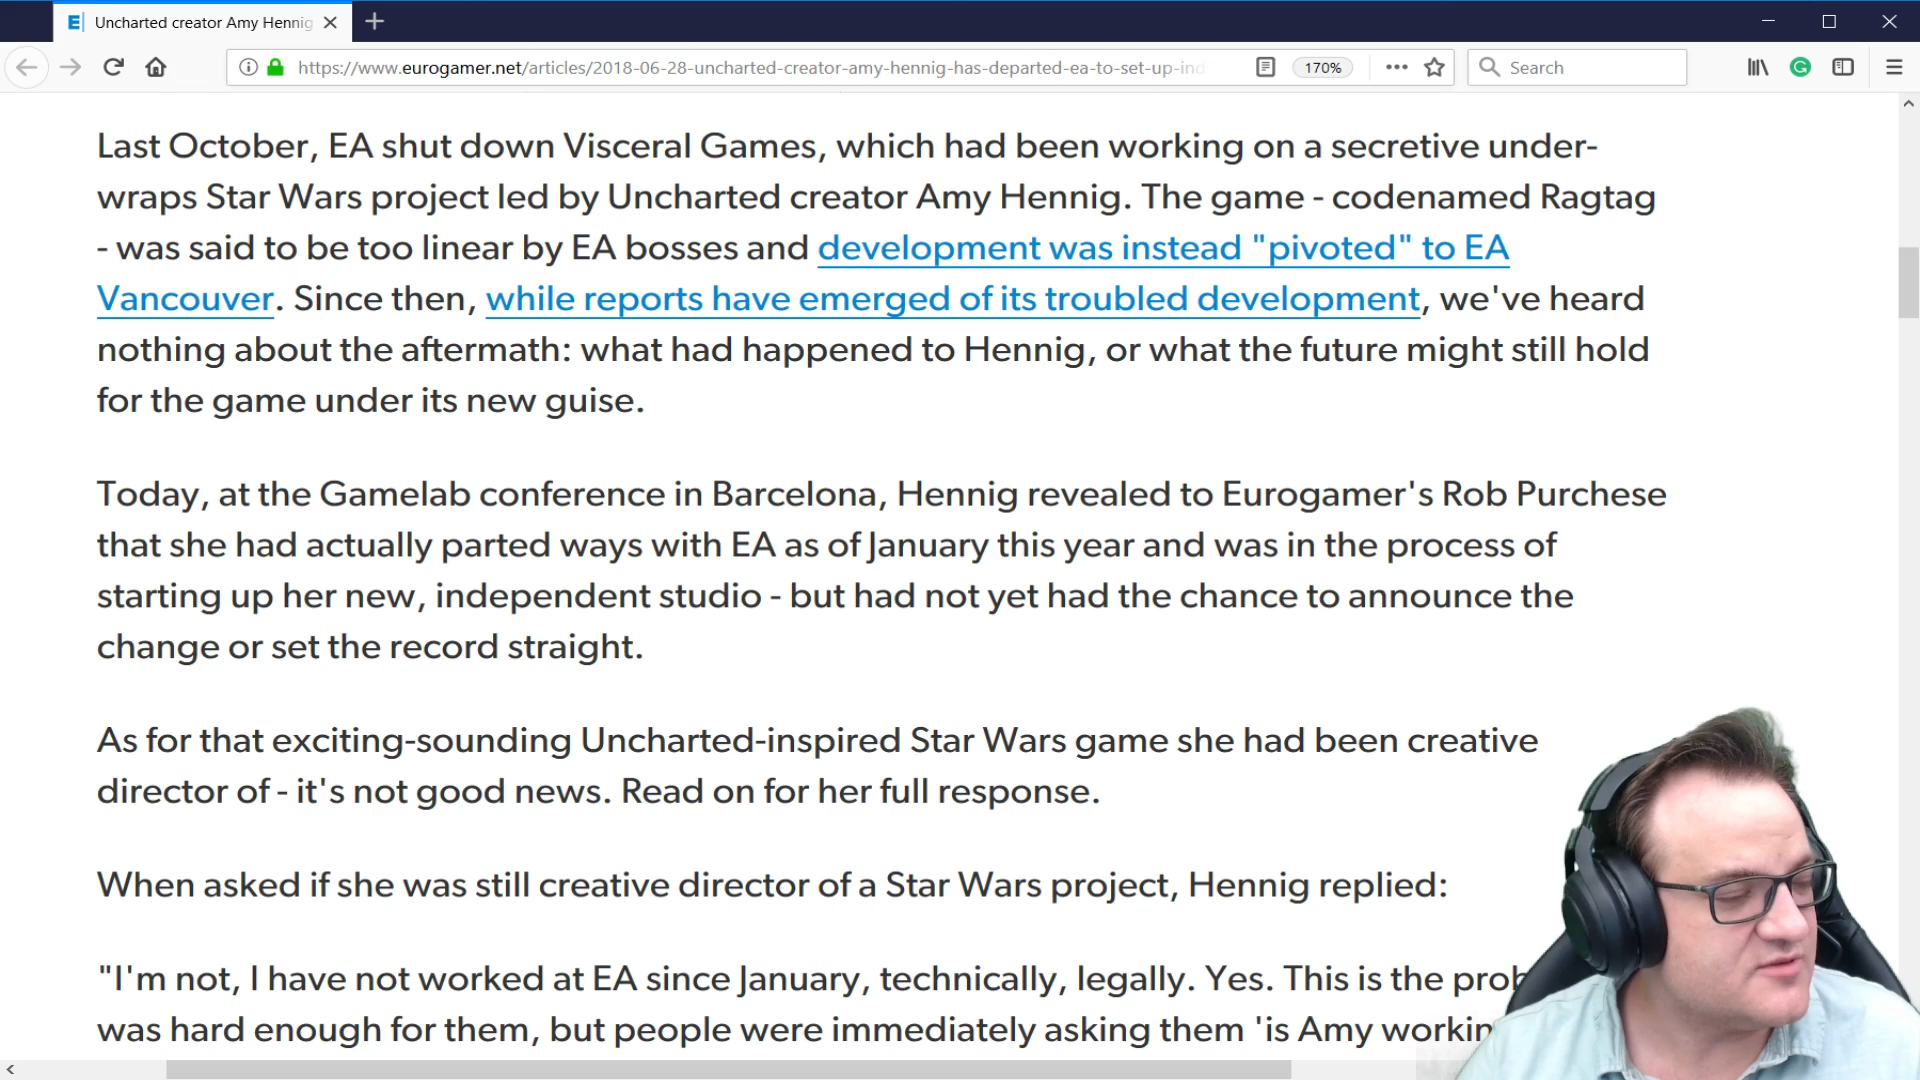 Uncharted creator Amy Hennig
https://www.eurogamer.net/articles/2018-06-28-uncharted-creator-amy-hennig-has-departed-ea-to-set-up-ind
170%
Search
Last October, EA shut down Visceral Games, which had been working on a secretive under-
wraps Star Wars project led by Uncharted creator Amy Hennig. The game - codenamed Ragtag
- was said to be too linear by EA bosses and development was instead "pivoted" to EA
Vancouver. Since then, while reports have emerged of its troubled development, we've heard
nothing about the aftermath: what had happened to Hennig, or what the future might still hold
for the game under its new guise.
Today, at the Gamelab conference in Barcelona, Hennig revealed to Eurogamer's Rob Purchese
that she had actually parted ways with EA as of January this year and was in the process of
starting up her new, independent studio - but had not yet had the chance to announce the
change or set the record straight.
As for that exciting-sounding Uncharted-inspired Star Wars game she had been creative
director of - it's not good news. Read on for her full response.
When asked if she was still creative director of a Star Wars project, Hennig replied:
"I'm not, I have not worked at EA since January, technically, legally. Yes. This is the
was hard enough for them, but people were immediately asking them 'is Amy